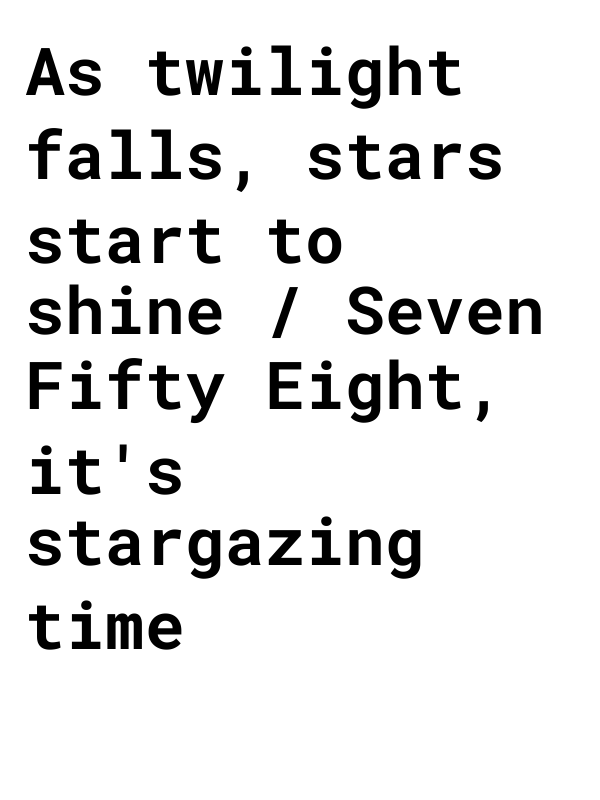 As twilight
falls, stars
start to
shine / Seven
Fifty Eight,
it's
stargazing
time